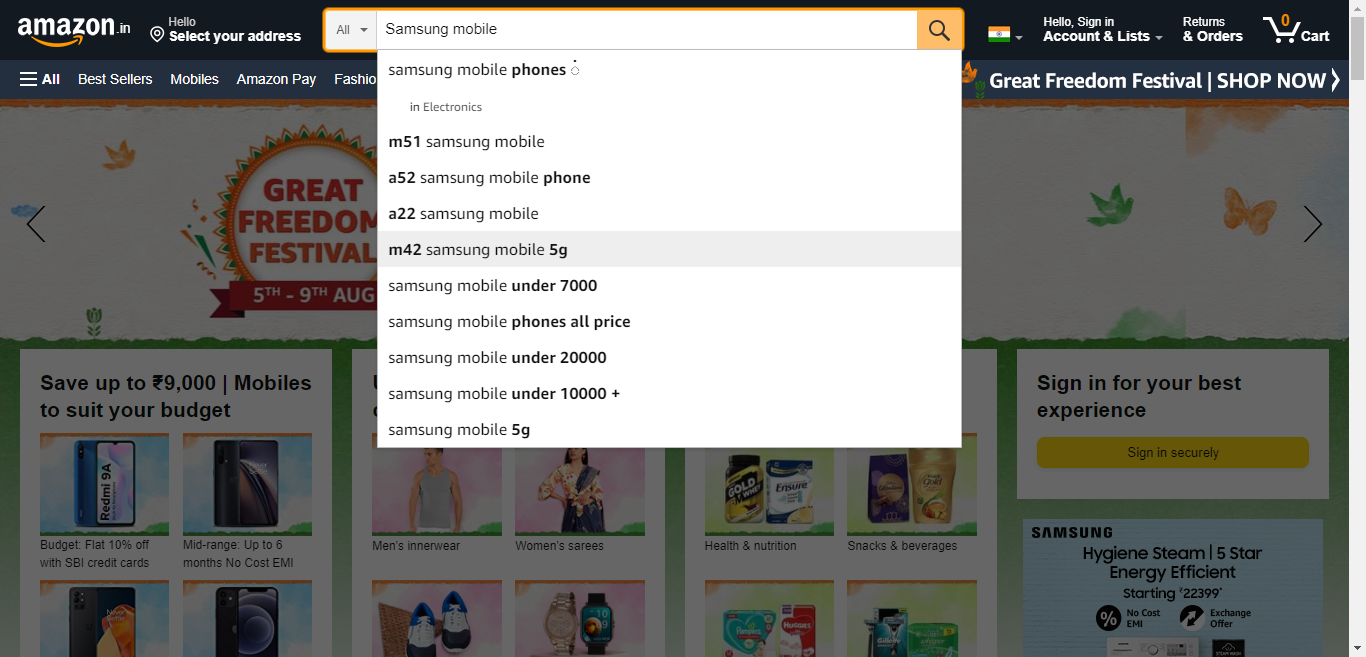 amazon.in
Hello
Select your address
All
Samsung mobile
Hello, Sign in
Account & Lists
Returns
& Orders
0
Cart
All
Best Sellers
Mobiles
Amazon Pay
Fashio
Great Freedom Festival | SHOP NOW
samsung mobile phones
in Electronics
m51 samsung mobile
a52 samsung mobile phone
a22 samsung mobile
m42 samsung mobile 5g
samsung mobile under 7000
samsung mobile phones all price
samsung mobile under 20000
samsung mobile under 10000 +
samsung mobile 5g
GREAT
FREEDOM
FESTIVAL
5TH - 9TH AUG
Save up to ₹9,000 | Mobiles
to suit your budget
Redmi 9A
Budget: Flat 10% off
with SBI credit cards
Mid-range: Up to 6
months No Cost EMI
Men's innerwear
Women's sarees
GOLD
WHEY
Ensure
Health & nutrition
Gold
Snacks & beverages
Pampers
HUGGIES
Gillette
Sign in for your best
experience
Sign in securely
SAMSUNG
Hygiene Steam | 5 Star
Energy Efficient
Starting ₹22399*
No Cost
EMI
Exchange
Offer